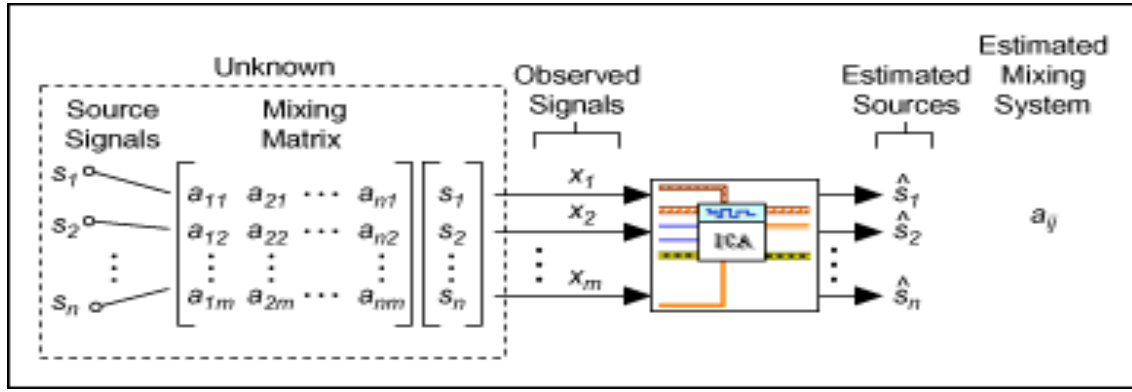 Unknown
Source
Signals
Mixing
Matrix
Observed
Signals
Estimated
Sources
Estimated
Mixing
System
s1 a11 a21 ... an1 s1 x1 ŝ1
s2 a12 a22 ... an2 s2 x2 ICA ŝ2 aij
sn a1m a2m ... anm sn xm ŝn